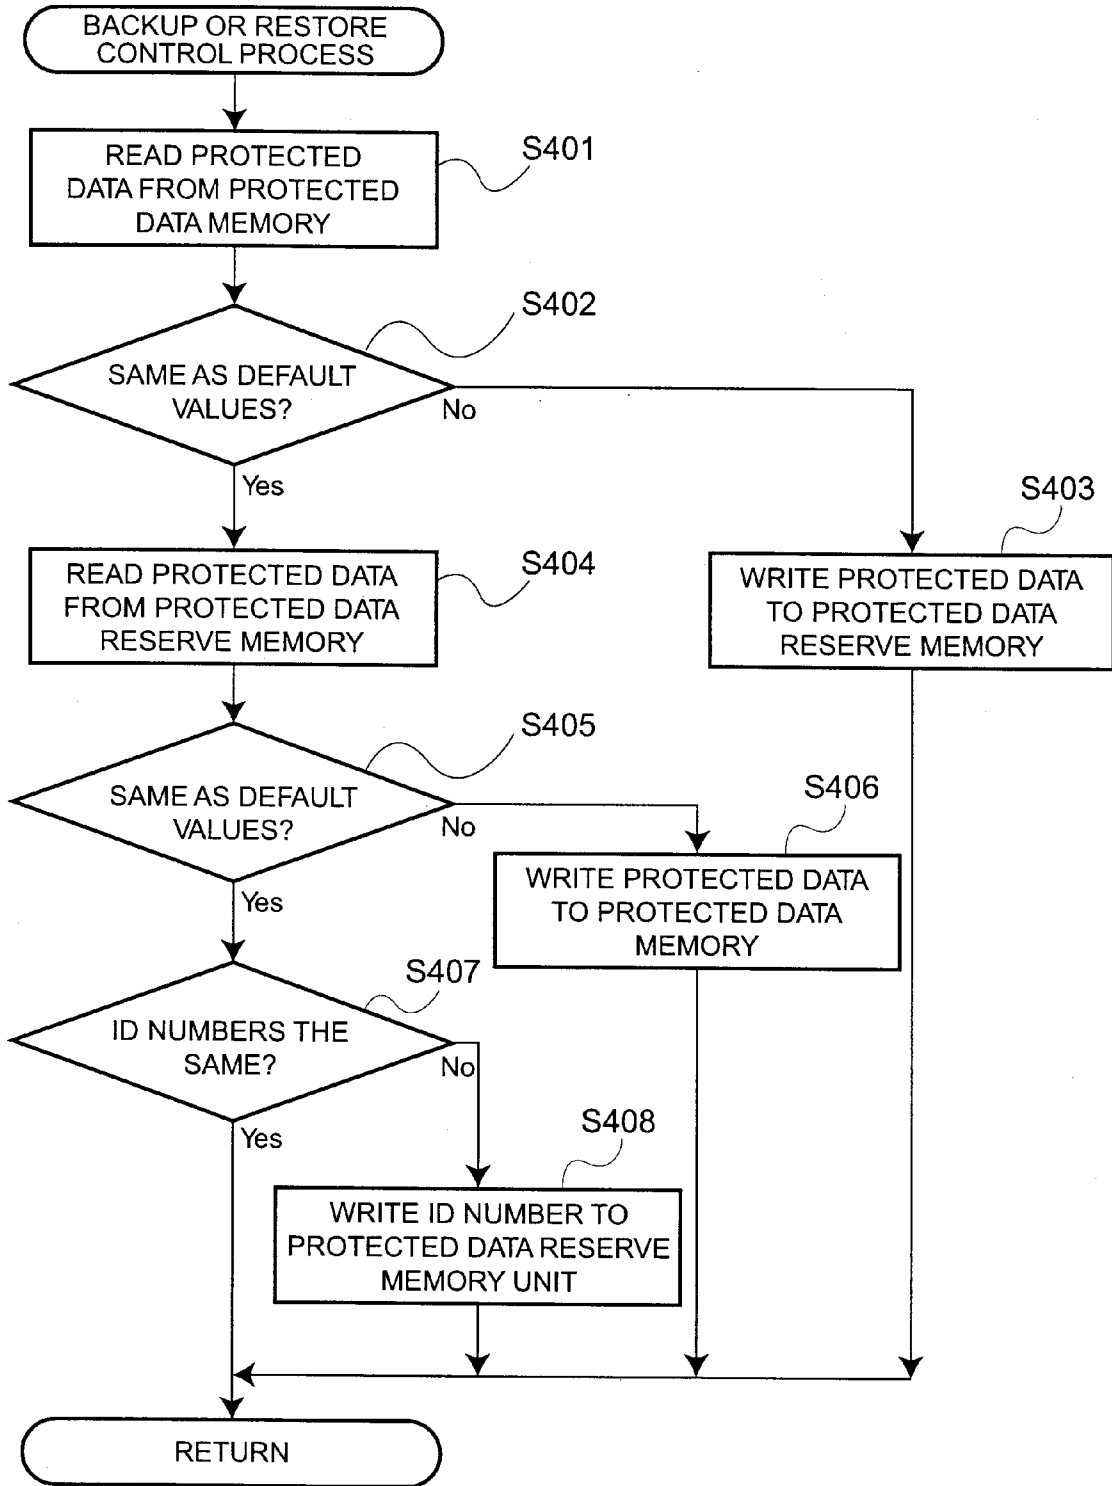 BACKUP OR RESTORE
CONTROL PROCESS
READ PROTECTED
DATA FROM PROTECTED
DATA MEMORY
S401
S402
SAME AS DEFAULT
VALUES?
No
Yes
S403
WRITE PROTECTED DATA
TO PROTECTED DATA
RESERVE MEMORY
S404
READ PROTECTED DATA
FROM PROTECTED DATA
RESERVE MEMORY
S405
SAME AS DEFAULT
VALUES?
No
Yes
S406
WRITE PROTECTED DATA
TO PROTECTED DATA
MEMORY
S407
ID NUMBERS THE
SAME?
No
Yes
S408
WRITE ID NUMBER TO
PROTECTED DATA RESERVE
MEMORY UNIT
RETURN